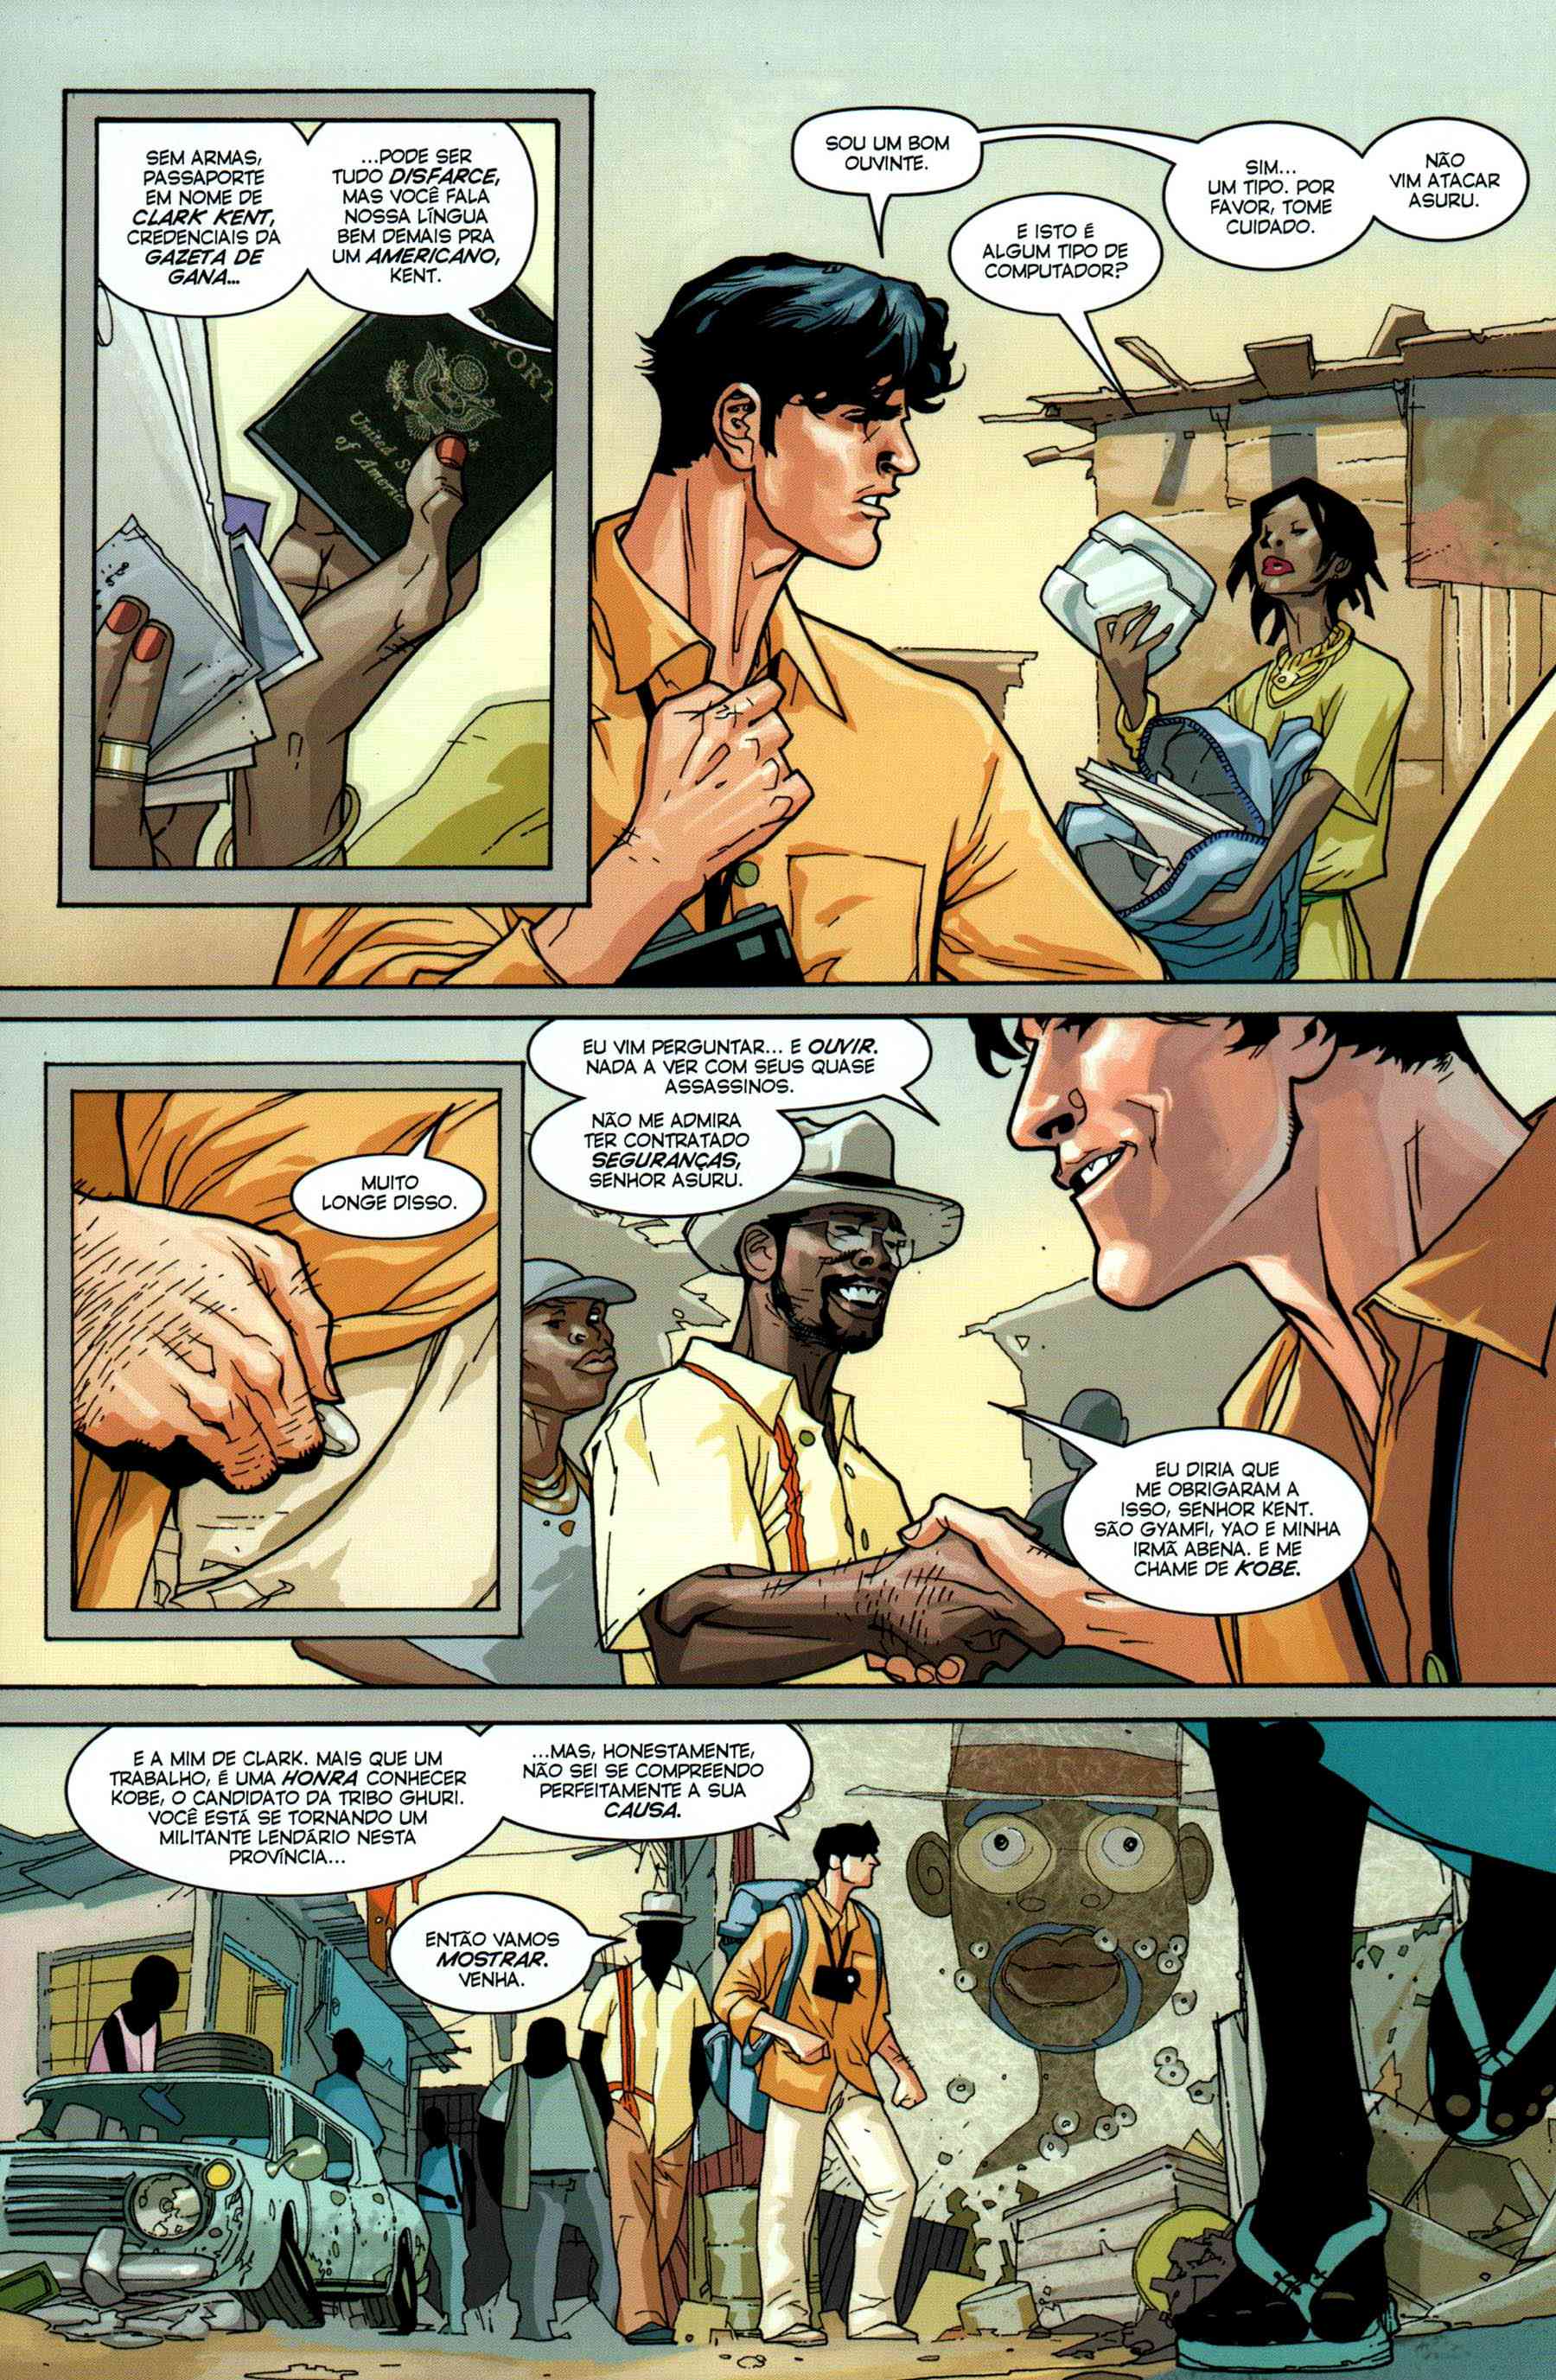 SEM ARMAS,
PASSAPORTE
EM NOME DE
CLARK KENT,
CREDENCIAIS DA
GAZETA DE
GANA...
...PODE SER
TUDO DISFARCE,
MAS VOCÊ FALA
NOSSA LÍNGUA
BEM DEMAIS PRA
UM AMERICANO,
KENT.
United S
of America
SOU UM BOM
OUVINTE.
E ISTO É
ALGUM TIPO DE
COMPUTADOR?
SIM...
UM TIPO. POR
FAVOR, TOME
CUIDADO.
NÃO
VIM ATACAR
ASURU.
MUITO
LONGE DISSO.
EU VIM PERGUNTAR... E OUVIR.
NADA A VER COM SEUS QUASE
ASSASSINOS.
NÃO ME ADMIRA
TER CONTRATADO
SEGURANÇAS,
SENHOR ASURU.
EU DIRIA QUE
ME OBRIGARAM A
ISSO, SENHOR KENT.
SÃO GYAMFI, YAO E MINHA
IRMÃ ABENA. E ME
CHAME DE KOBE.
E A MIM DE CLARK. MAIS QUE UM
TRABALHO, É UMA HONRA CONHECER
KOBE, O CANDIDATO DA TRIBO GHURI.
VOCÊ ESTÁ SE TORNANDO UM
MILITANTE LENDÁRIO NESTA
PROVÍNCIA...
...MAS, HONESTAMENTE,
NÃO SEI SE COMPREENDO
PERFEITAMENTE A SUA
CAUSA.
ENTÃO VAMOS
MOSTRAR.
VENHA.